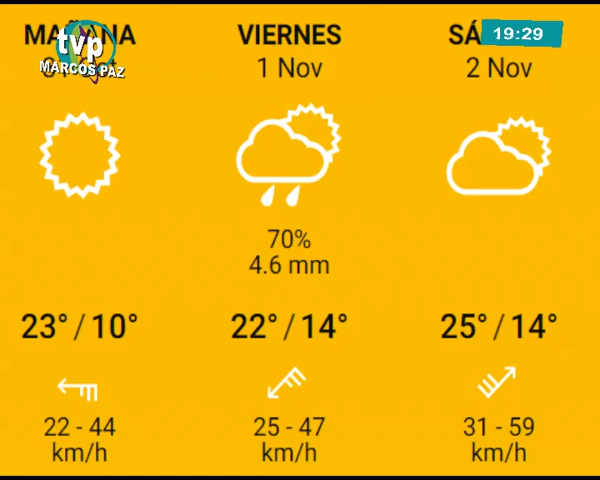 MAÑANA
tvp
MARCOS PAZ
VIERNES
1 Nov
19:29
2 Nov
70%
4.6 mm
23° / 10°
22° / 14°
25° / 14°
22 - 44
km/h
25 - 47
km/h
31 - 59
km/h